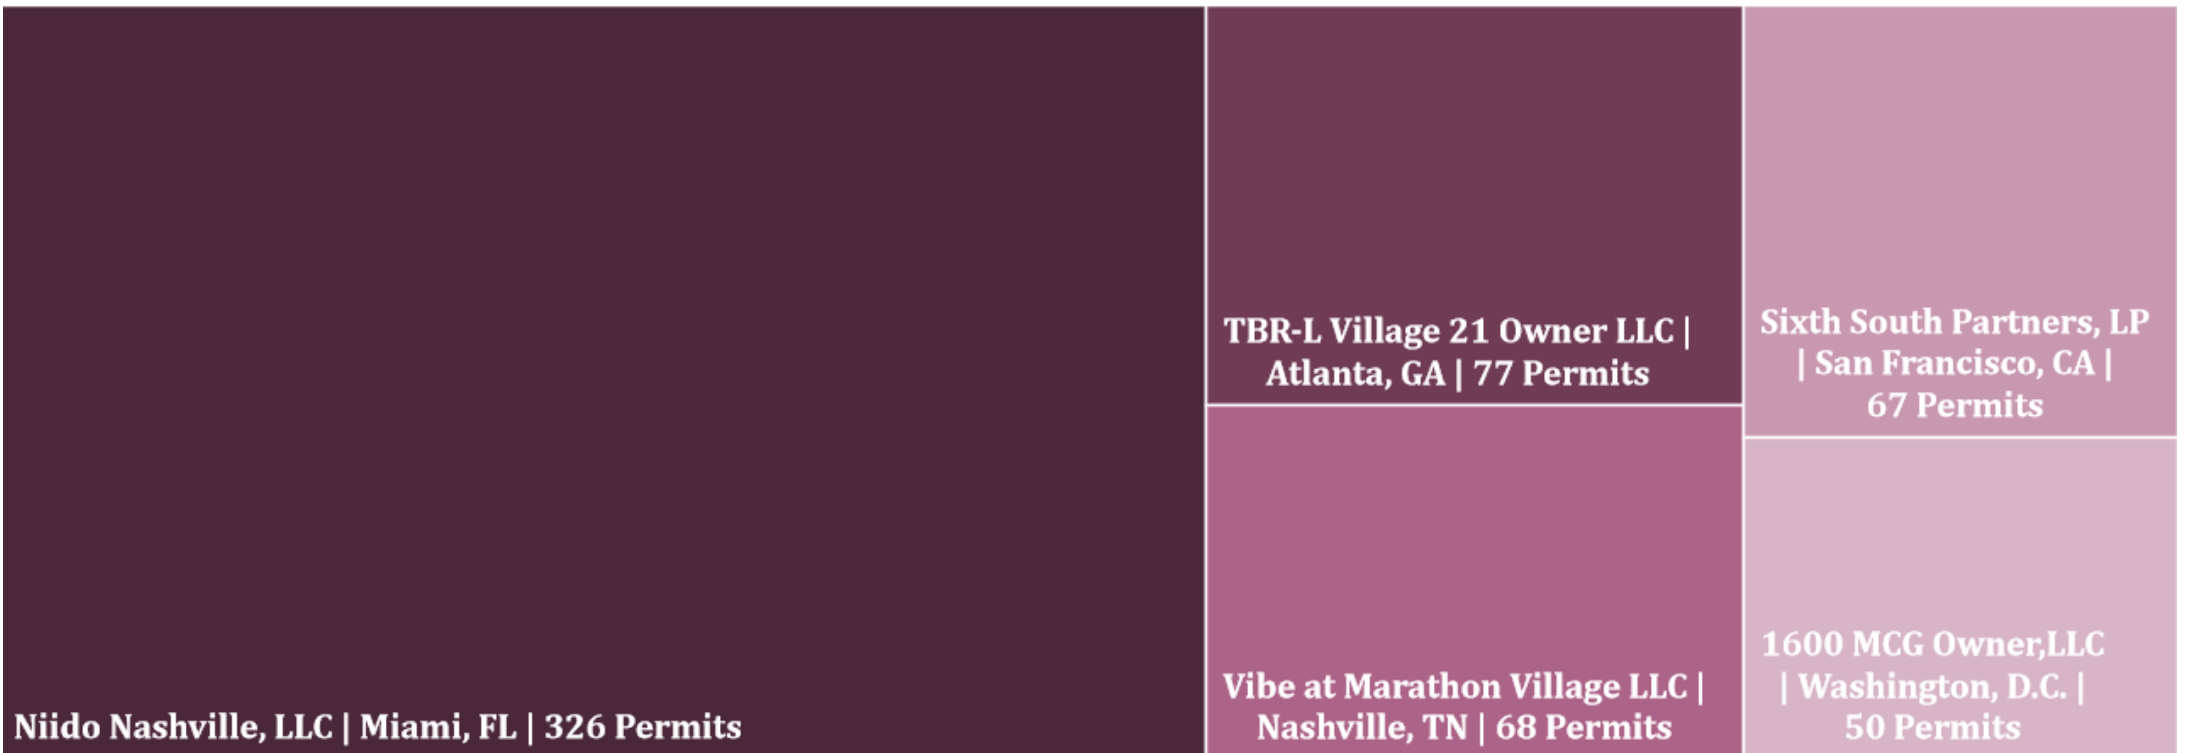 Niido Nashville, LLC | Miami, FL | 326 Permits
TBR-L Village 21 Owner LLC |
Atlanta, GA | 77 Permits
Vibe at Marathon Village LLC |
Nashville, TN | 68 Permits
Sixth South Partners, LP
| San Francisco, CA |
67 Permits
1600 MCG Owner,LLC
| Washington, D.C. |
50 Permits